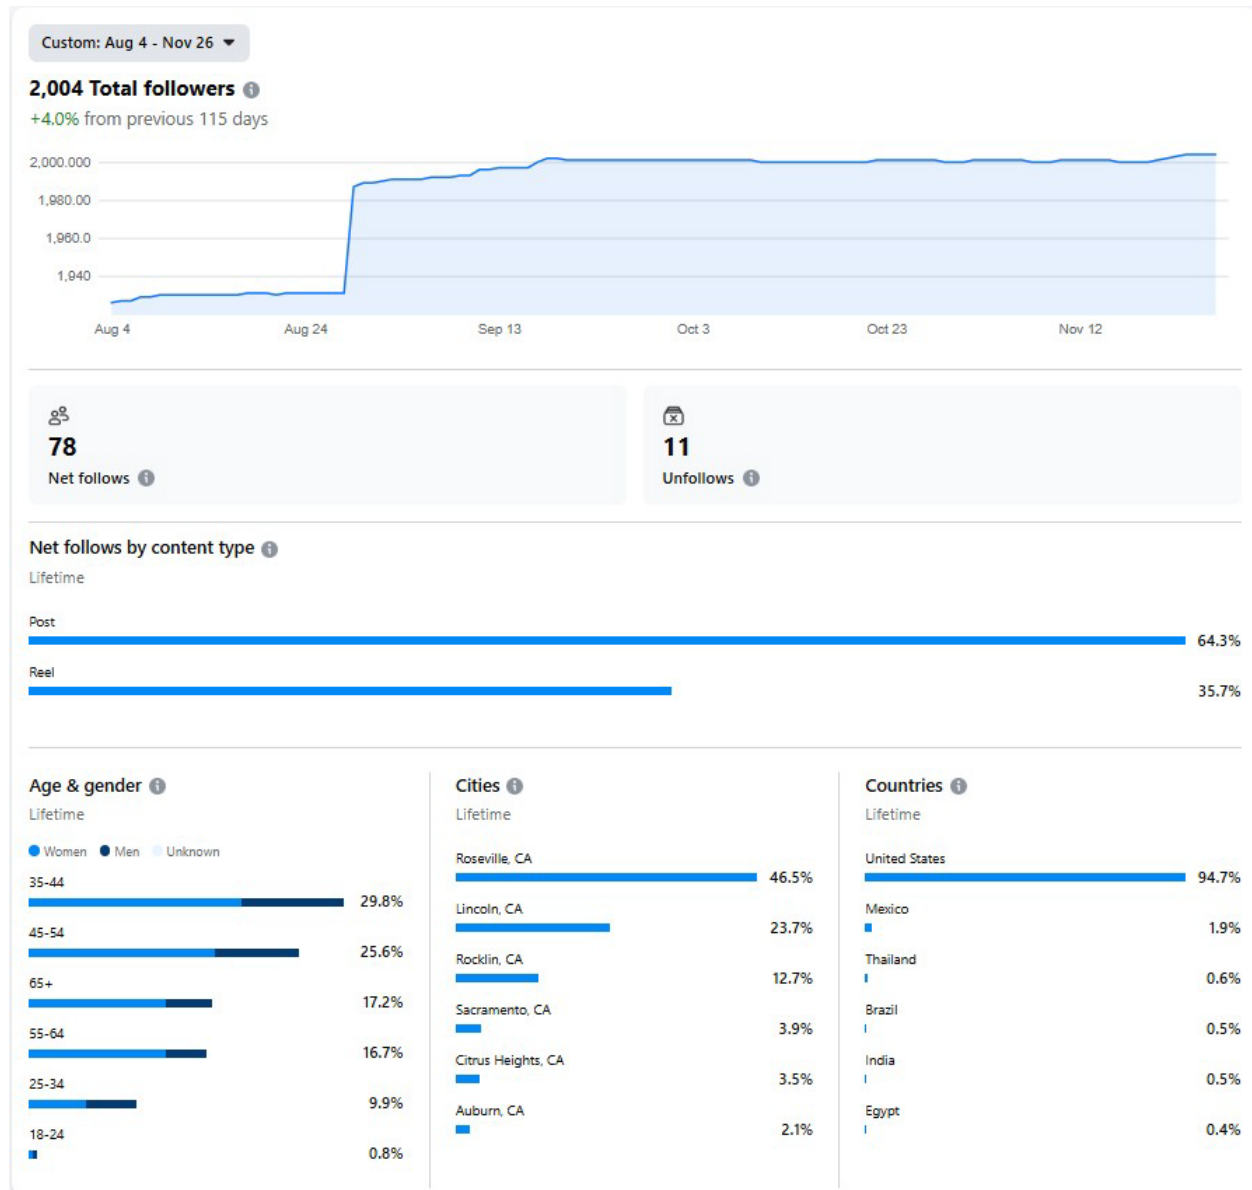 Custom: Aug 4 - Nov 26
2,004 Total followers
+4.0% from previous 115 days
2,000.000
1,980.00
1,960.0
1,940
Aug 4 Aug 24 Sep 13 Oct 3 Oct 23 Nov 12
78
Net follows
11
Unfollows
Net follows by content type
Lifetime
Post
64.3%
Reel
35.7%
Age & gender
Lifetime
Women Men Unknown
35-44
29.8%
45-54
25.6%
65+
17.2%
55-64
16.7%
25-34
9.9%
18-24
0.8%
Cities
Lifetime
Roseville, CA
46.5%
Lincoln, CA
23.7%
Rocklin, CA
12.7%
Sacramento, CA
3.9%
Citrus Heights, CA
3.5%
Auburn, CA
2.1%
Countries
Lifetime
United States
94.7%
Mexico
1.9%
Thailand
0.6%
Brazil
0.5%
India
0.5%
Egypt
0.4%